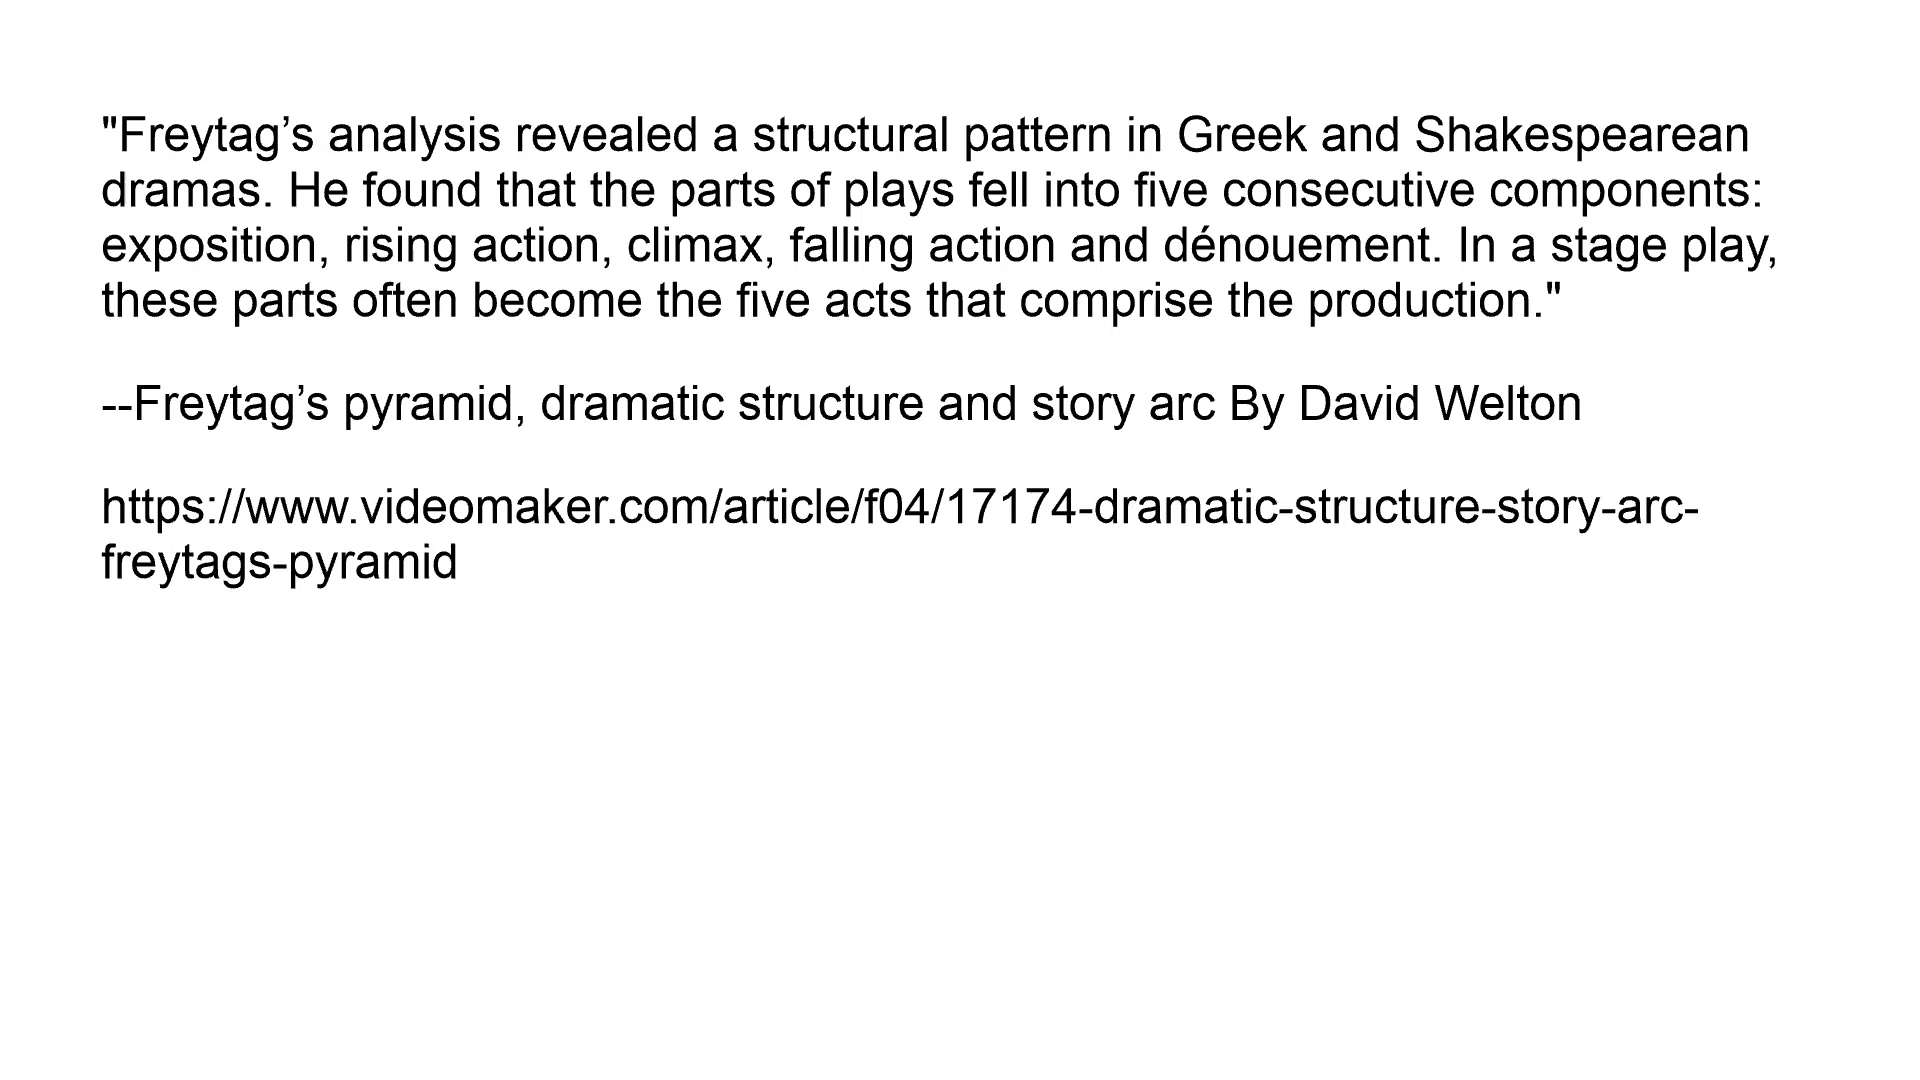 "Freytag’s analysis revealed a structural pattern in Greek and Shakespearean
dramas. He found that the parts of plays fell into five consecutive components:
exposition, rising action, climax, falling action and dénouement. In a stage play,
these parts often become the five acts that comprise the production."
--Freytag’s pyramid, dramatic structure and story arc By David Welton
https://www.videomaker.com/article/f04/17174-dramatic-structure-story-arc-
freytags-pyramid